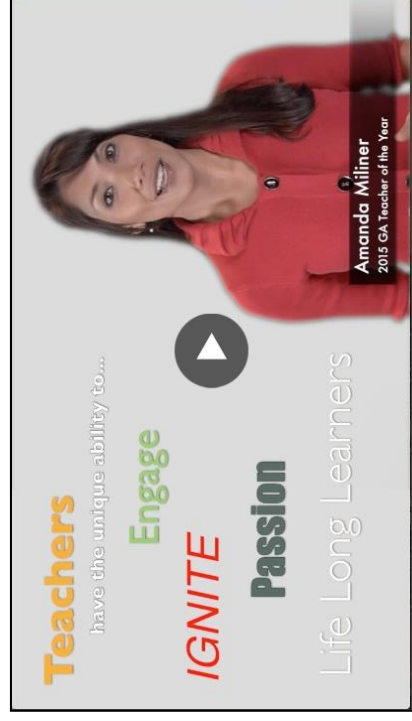 Teachers
have the unique ability to...
Engage
IGNITE
Passion
Life Long Learners
Amanda Miliner
2015 GA Teacher of the Year